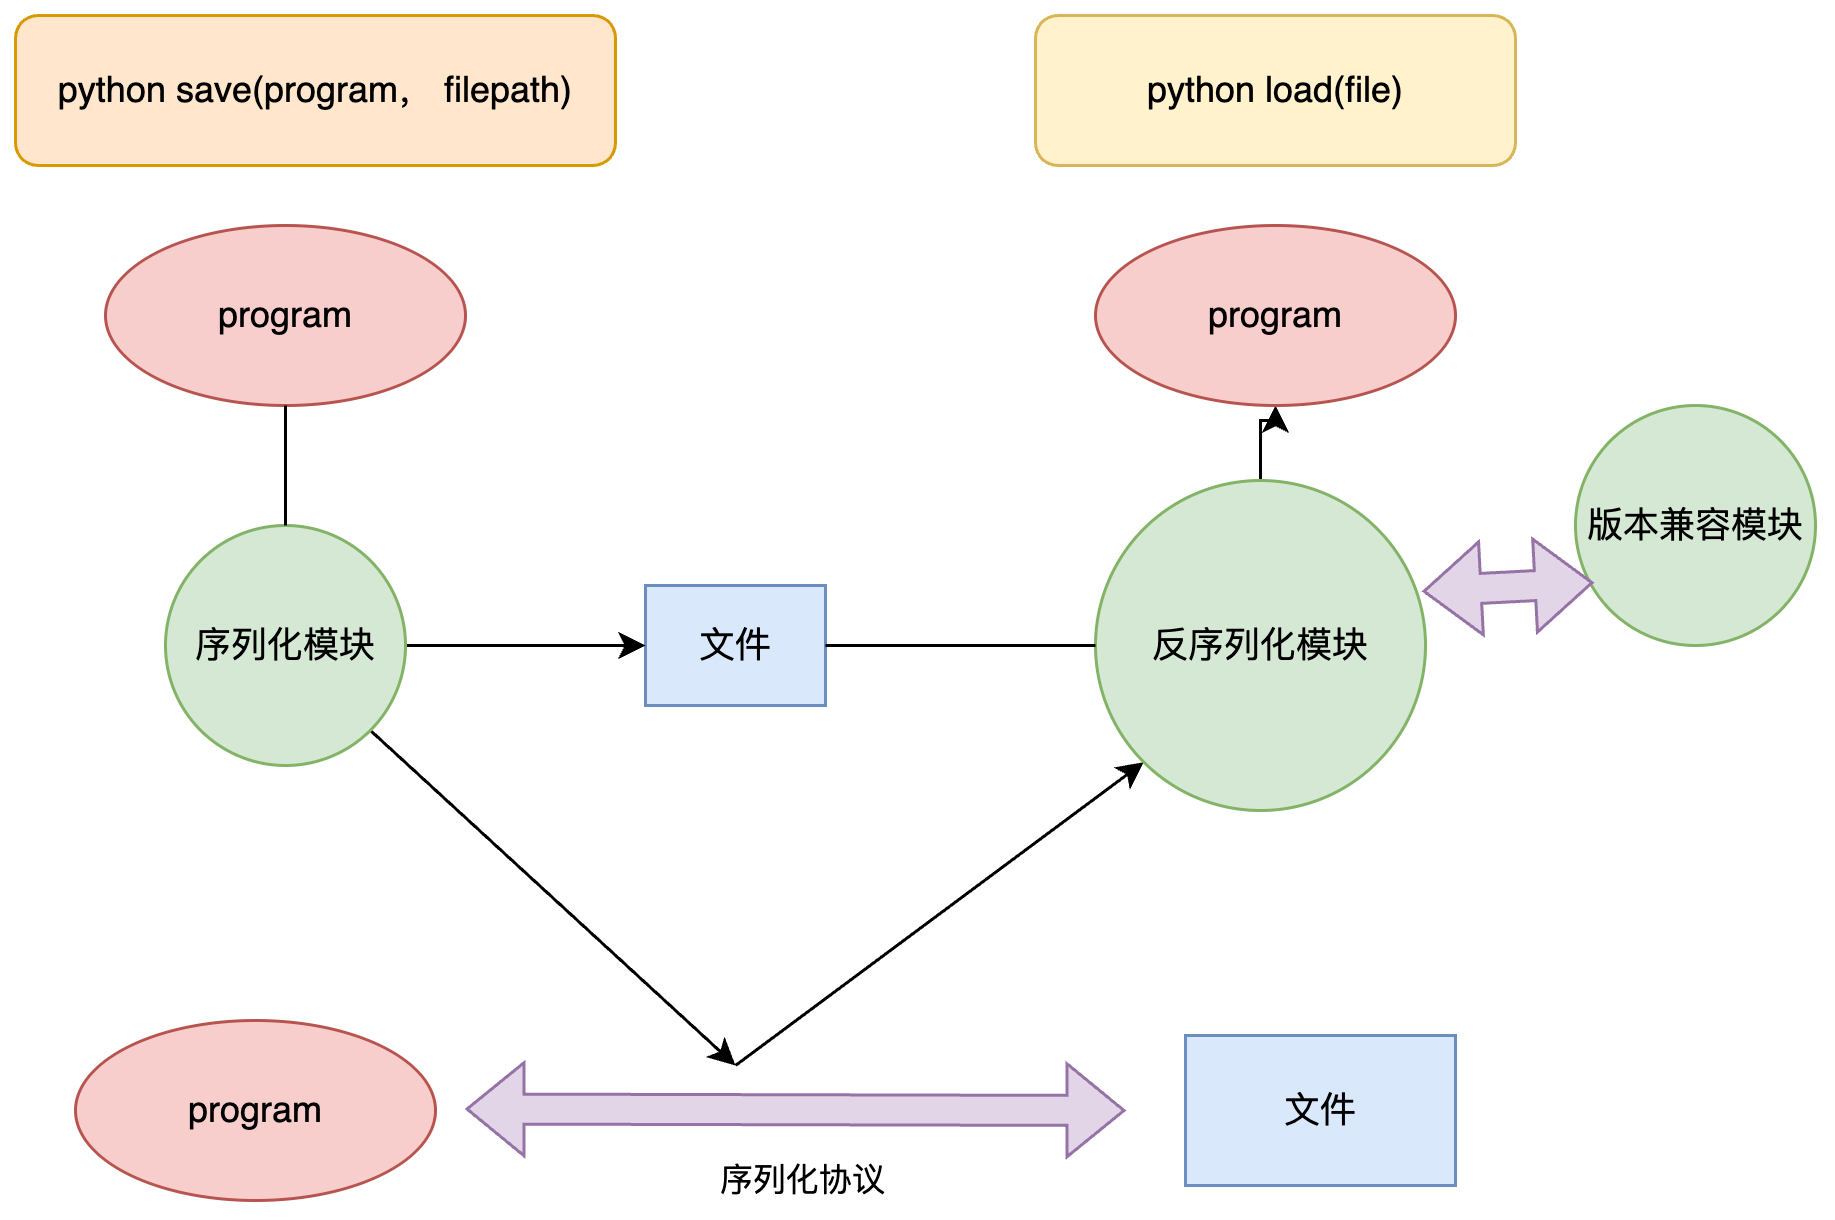 python save(program， filepath)
python load(file)
program
program
版本兼容模块
序列化模块
文件
反序列化模块
program
文件
序列化协议